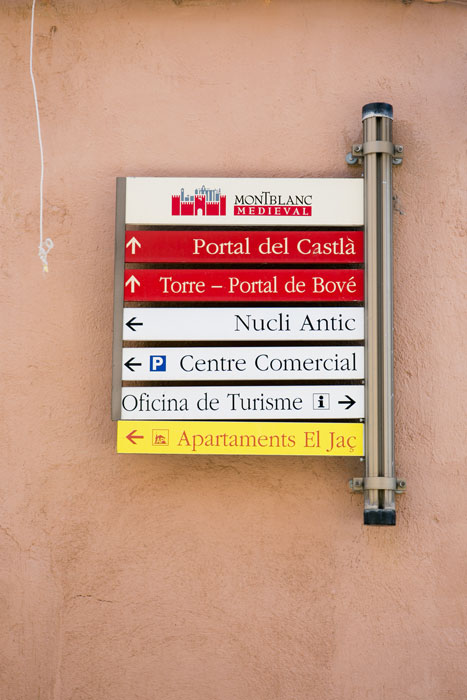 MONTBLANC
MEDIEVAL
↑ Portal del Castlà
↑ Torre – Portal de Bové
← Nucli Antic
← P Centre Comercial
Oficina de Turisme i →
← Apartaments El Jaç